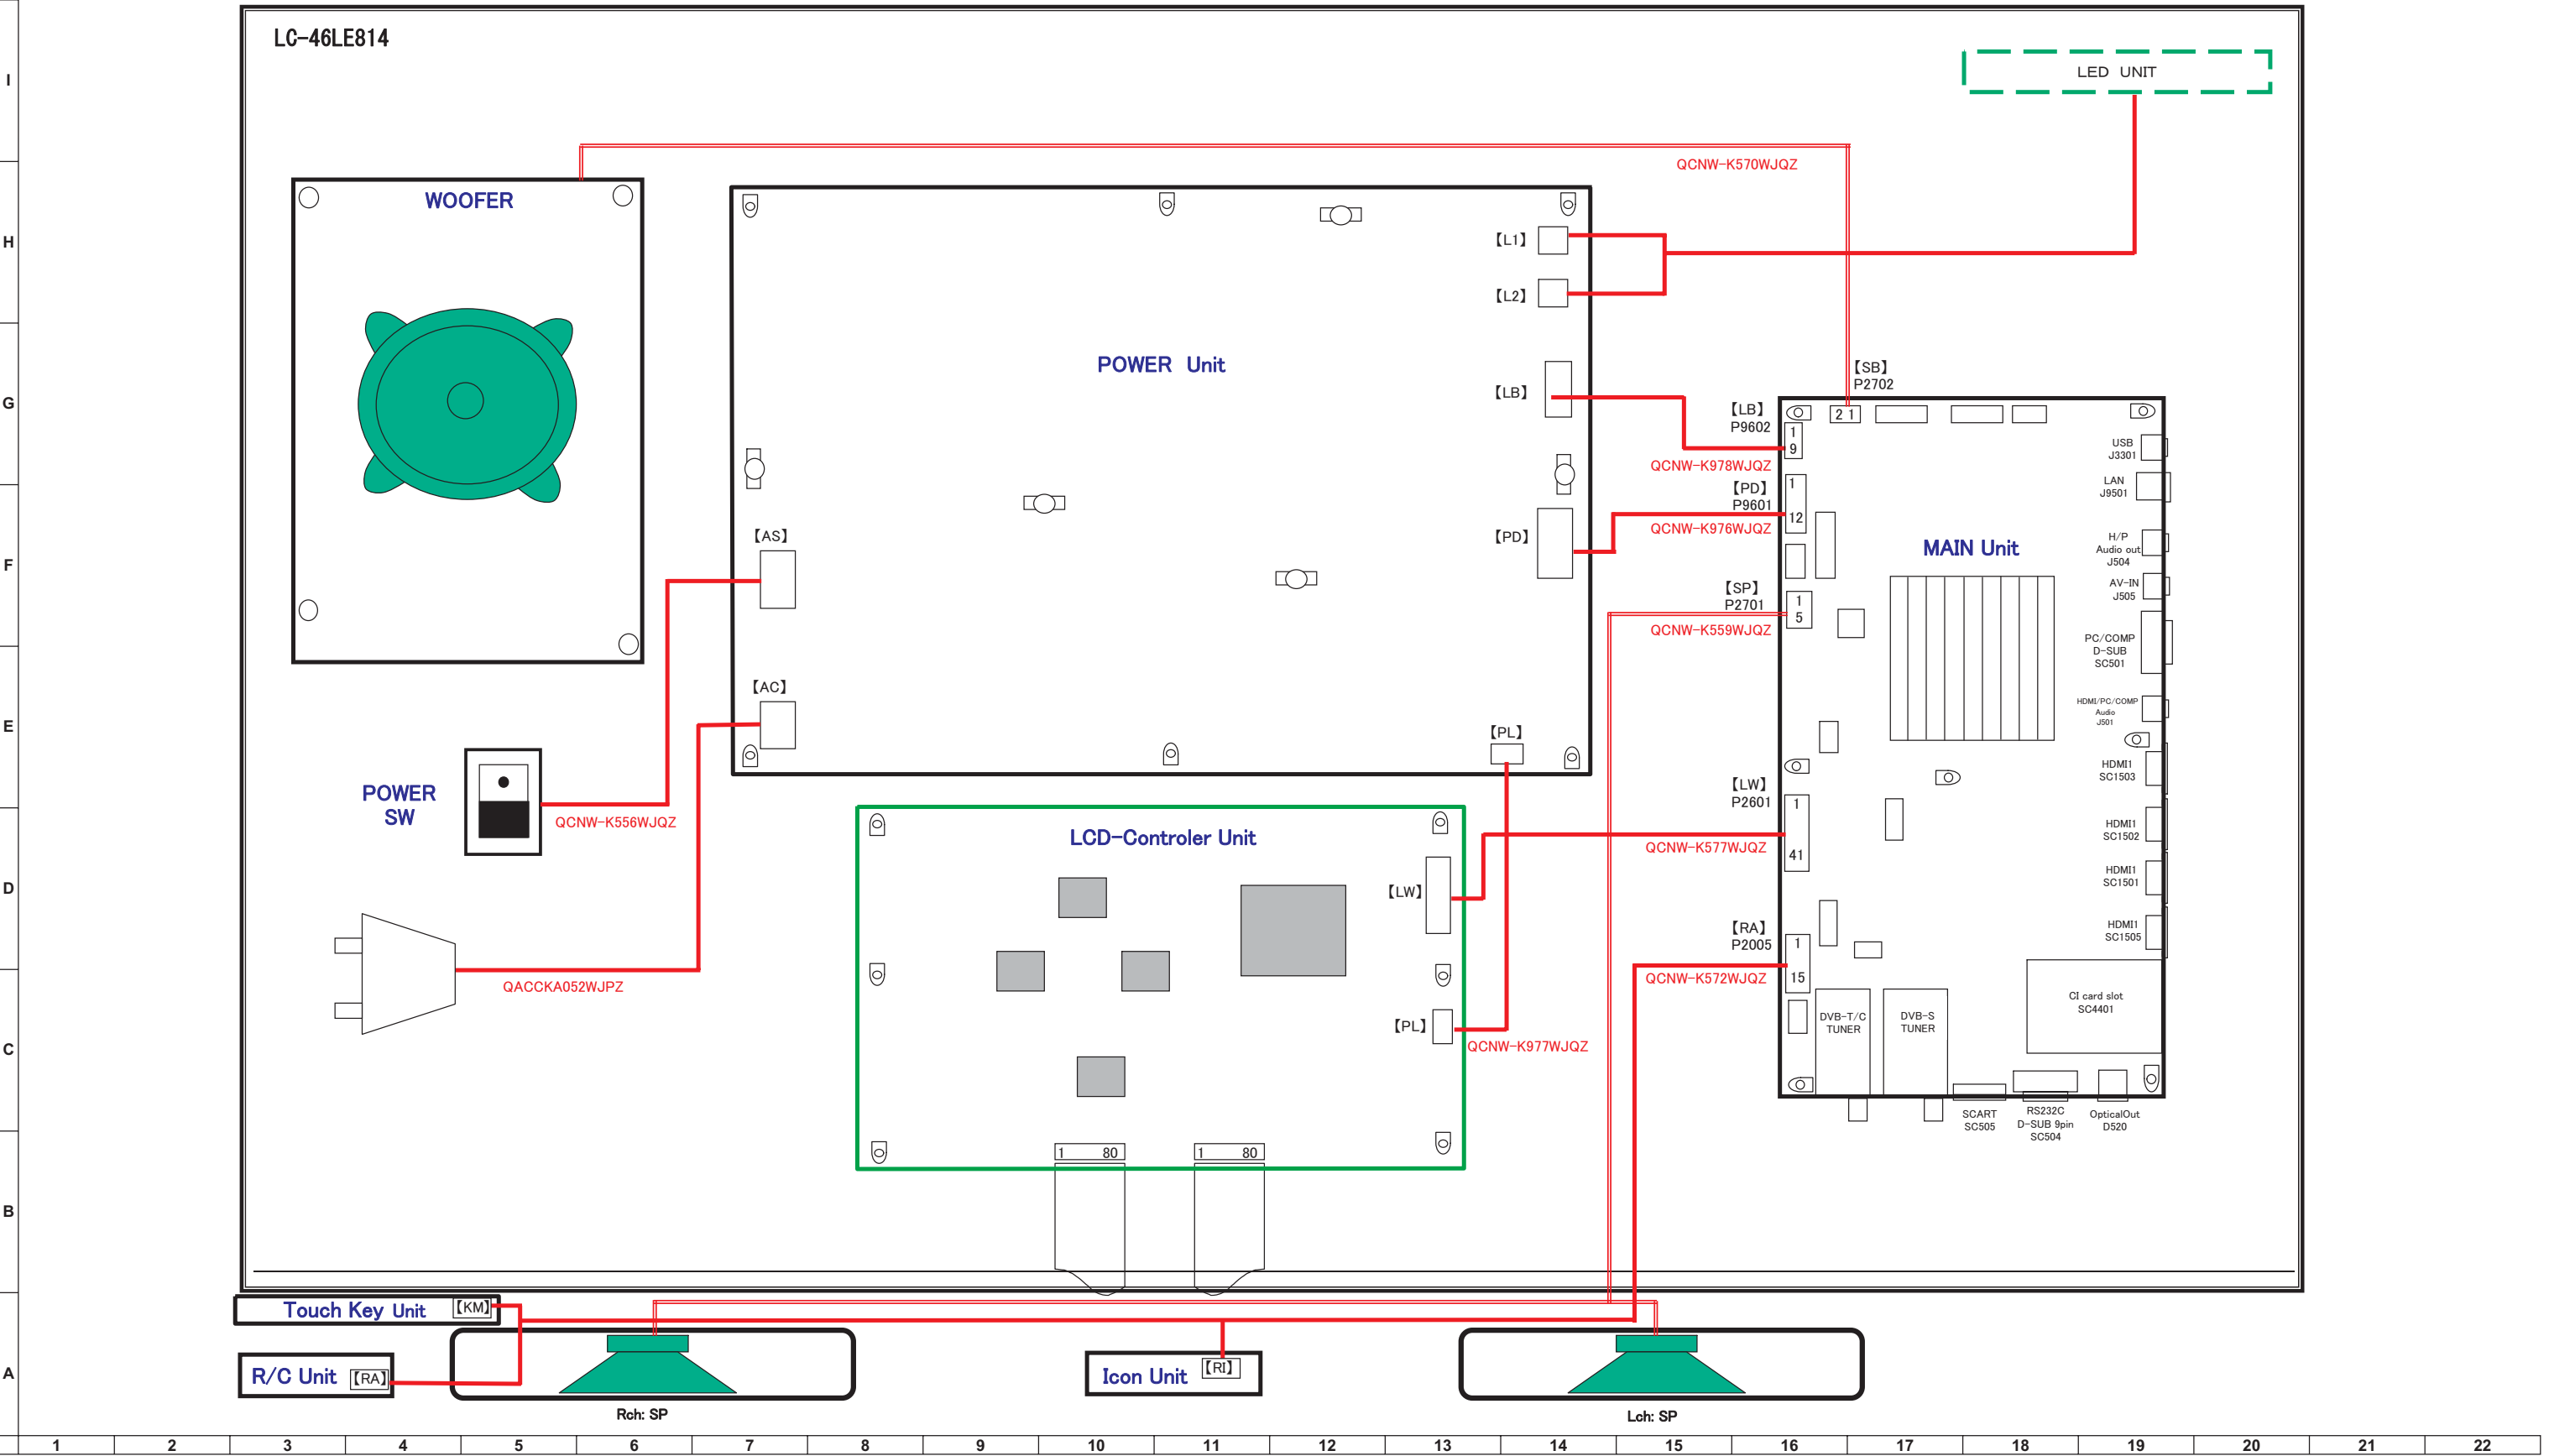 LC-46LE814
LED UNIT
QCNW-K570WJQZ
WOOFER
【L1】
【L2】
POWER Unit
【LB】
【SB】
P2702
【LB】
P9602
2 1
1
9
QCNW-K978WJQZ
USB
J3301
【PD】
P9601
1
12
LAN
J9501
QCNW-K976WJQZ
【AS】
【PD】
MAIN Unit
H/P
Audio out
J504
AV-IN
J505
【SP】
P2701
1
5
QCNW-K559WJQZ
PC/COMP
D-SUB
SC501
【AC】
HDMI/PC/COMP
Audio
J501
【PL】
HDMI1
SC1503
POWER
SW
QCNW-K556WJQZ
【LW】
P2601
1
41
HDMI1
SC1502
LCD-Controler Unit
QCNW-K577WJQZ
HDMI1
SC1501
【LW】
【RA】
P2005
1
15
HDMI1
SC1505
QACCKA052WJPZ
QCNW-K572WJQZ
CI card slot
SC4401
【PL】
DVB-T/C
TUNER
DVB-S
TUNER
QCNW-K977WJQZ
SCART
SC505
RS232C
D-SUB 9pin
SC504
OpticalOut
D520
1 80
1 80
Touch Key Unit 【KM】
R/C Unit 【RA】
Icon Unit 【RI】
Rch: SP
Lch: SP
I
H
G
F
E
D
C
B
A
1 2 3 4 5 6 7 8 9 10 11 12 13 14 15 16 17 18 19 20 21 22